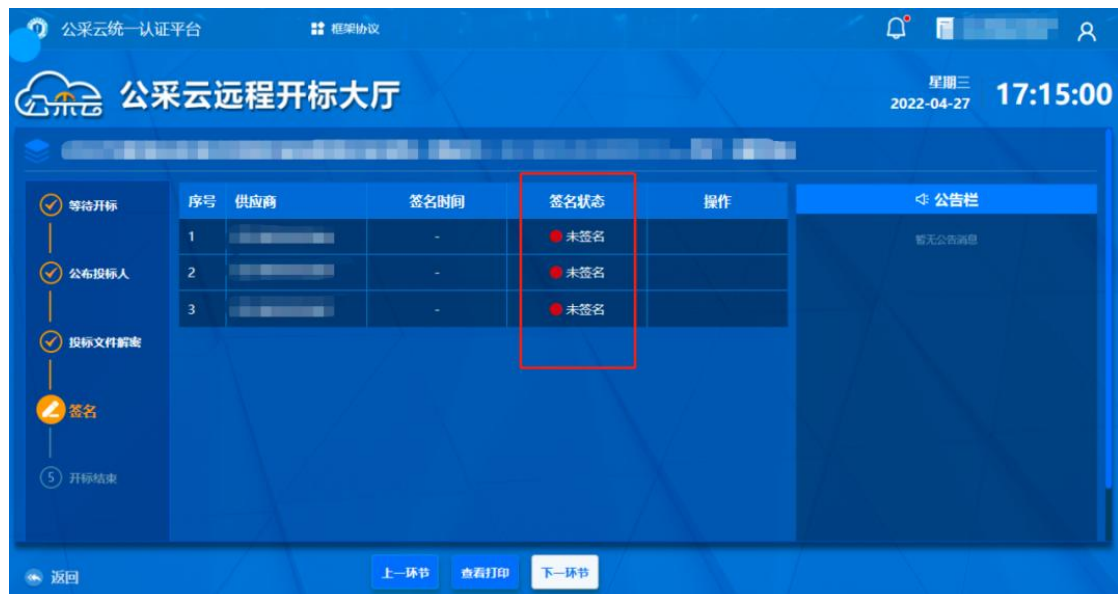 公采云统一认证平台 框架协议
公采云
公采云远程开标大厅
星期三
2022-04-27 17:15:00
等待开标
公布投标人
投标文件解密
签名
5 开标结束
序号 供应商 签名时间 签名状态 操作
1 - 未签名
2 - 未签名
3 - 未签名
公告栏
暂无公告消息
返回 上一环节 查看打印 下一环节